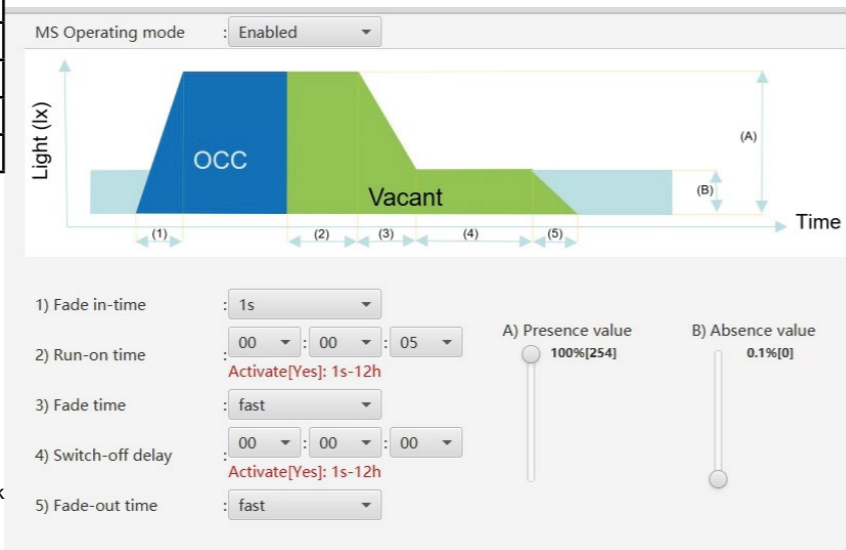 MS Operating mode : Enabled
Light (lx)
OCC
Vacant
(A)
(B)
Time
(1) (2) (3) (4) (5)
1) Fade in-time : 1s
2) Run-on time : 00 : 00 : 05
Activate[Yes]: 1s-12h
3) Fade time : fast
4) Switch-off delay : 00 : 00 : 00
Activate[Yes]: 1s-12h
5) Fade-out time : fast
A) Presence value
100%[254]
B) Absence value
0.1%[0]